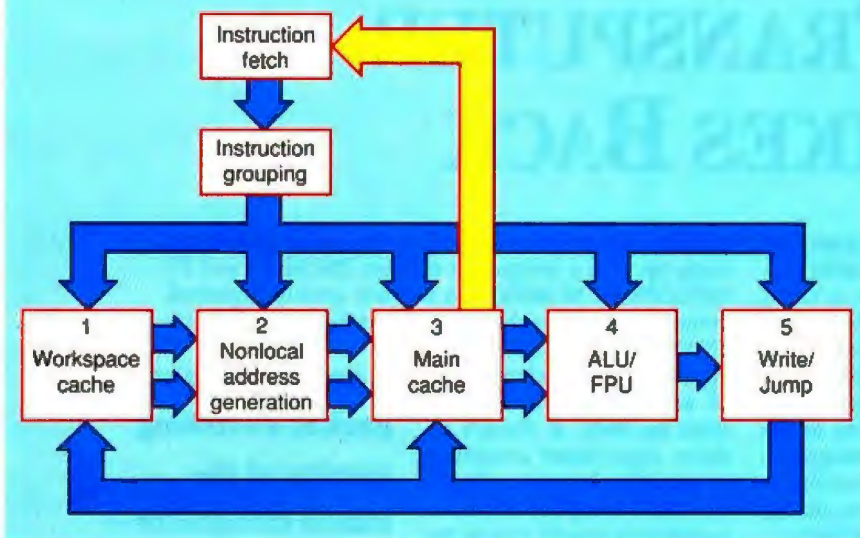 Instruction
fetch
Instruction
grouping
1
Workspace
cache
2
Nonlocal
address
generation
3
Main
cache
4
ALU/
FPU
5
Write/
Jump